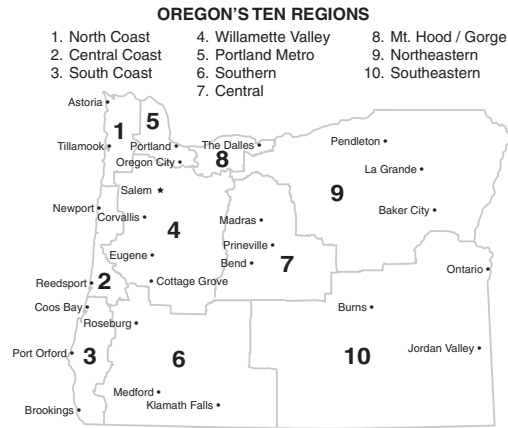 OREGON'S TEN REGIONS
1. North Coast
2. Central Coast
3. South Coast
4. Willamette Valley
5. Portland Metro
6. Southern
7. Central
8. Mt. Hood / Gorge
9. Northeastern
10. Southeastern
Astoria
1
5
Tillamook
Portland
The Dalles
Pendleton
Oregon City
8
La Grande
Salem
9
Newport
Corvallis
4
Madras
Baker City
Prineville
Eugene
Bend
7
Ontario
Reedsport
2
Cottage Grove
Coos Bay
Burns
Roseburg
Port Orford
3
6
10
Jordan Valley
Medford
Klamath Falls
Brookings